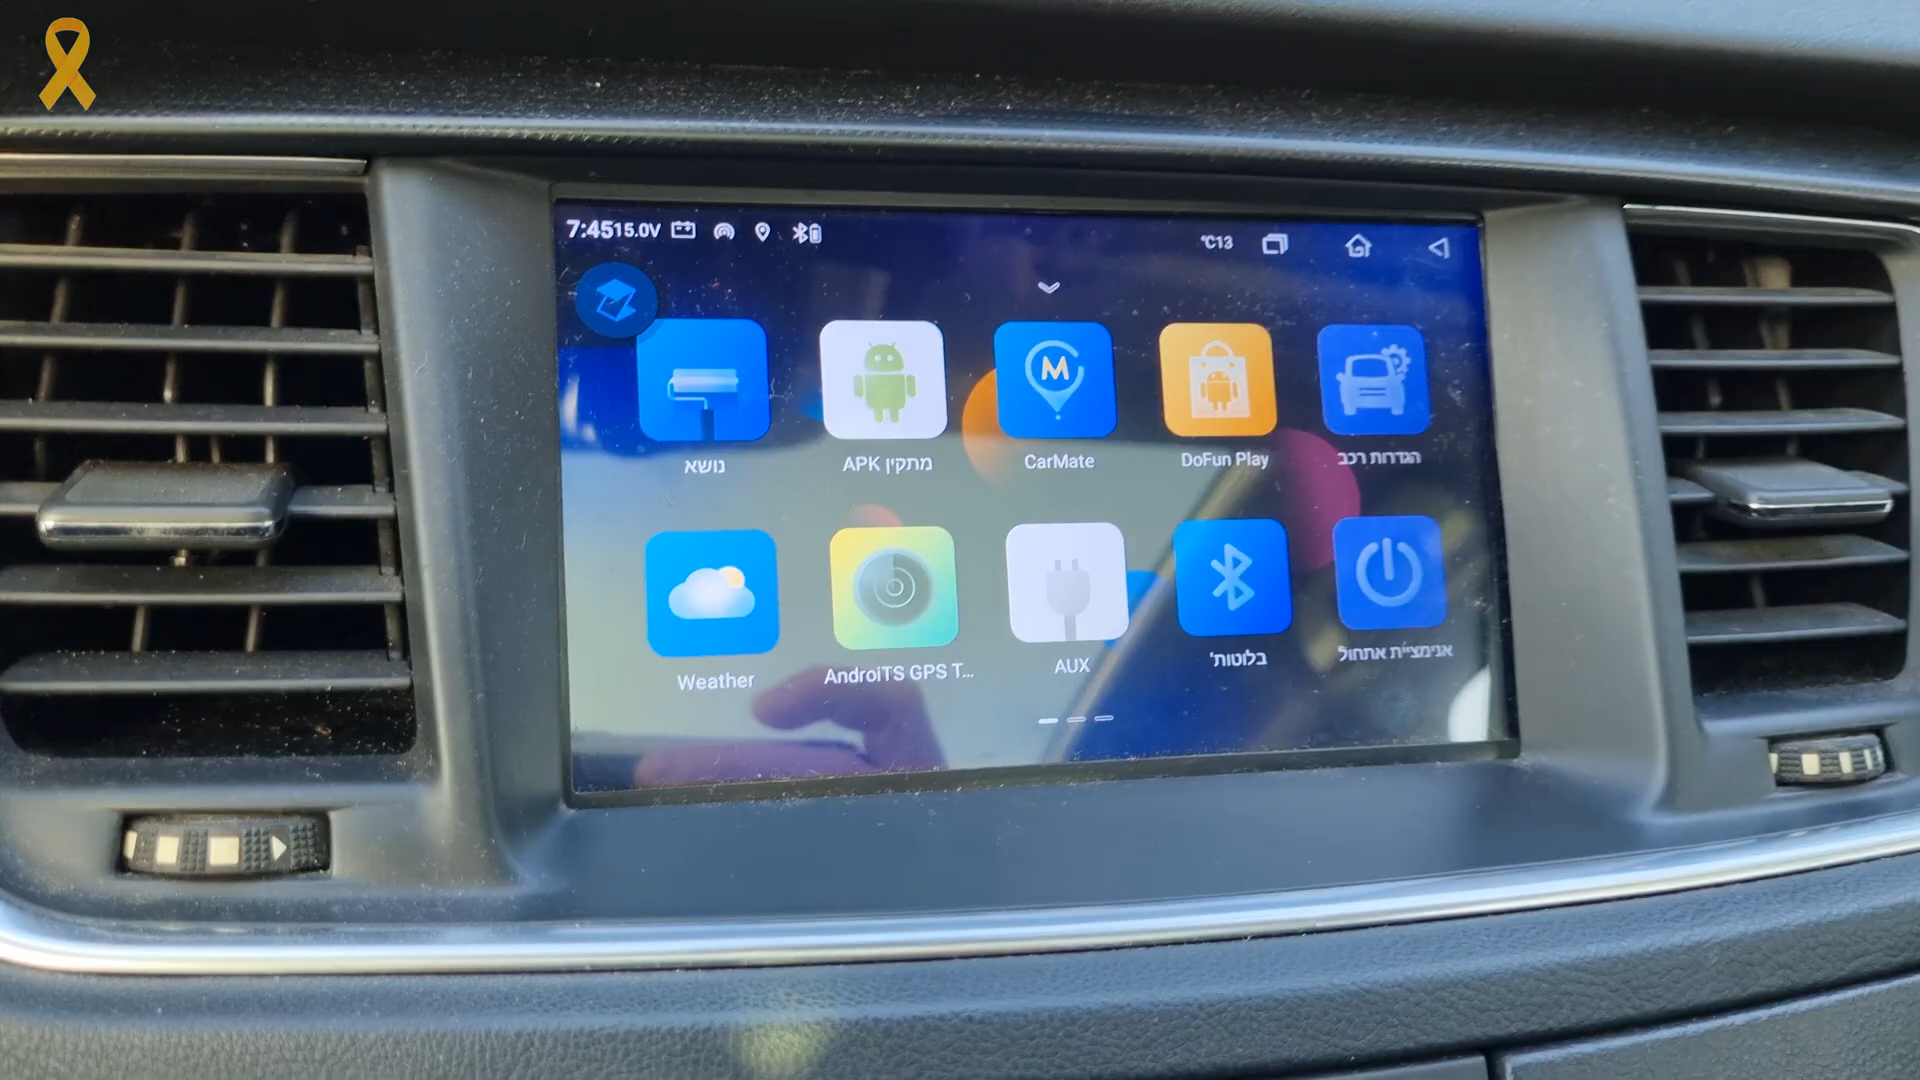 7:45 15.0V
°C13
נושא
מתקין APK
M
CarMate
DoFun Play
הגדרות רכב
Weather
AndroiTS GPS T...
AUX
בלוטות'
אנימציית אתחול